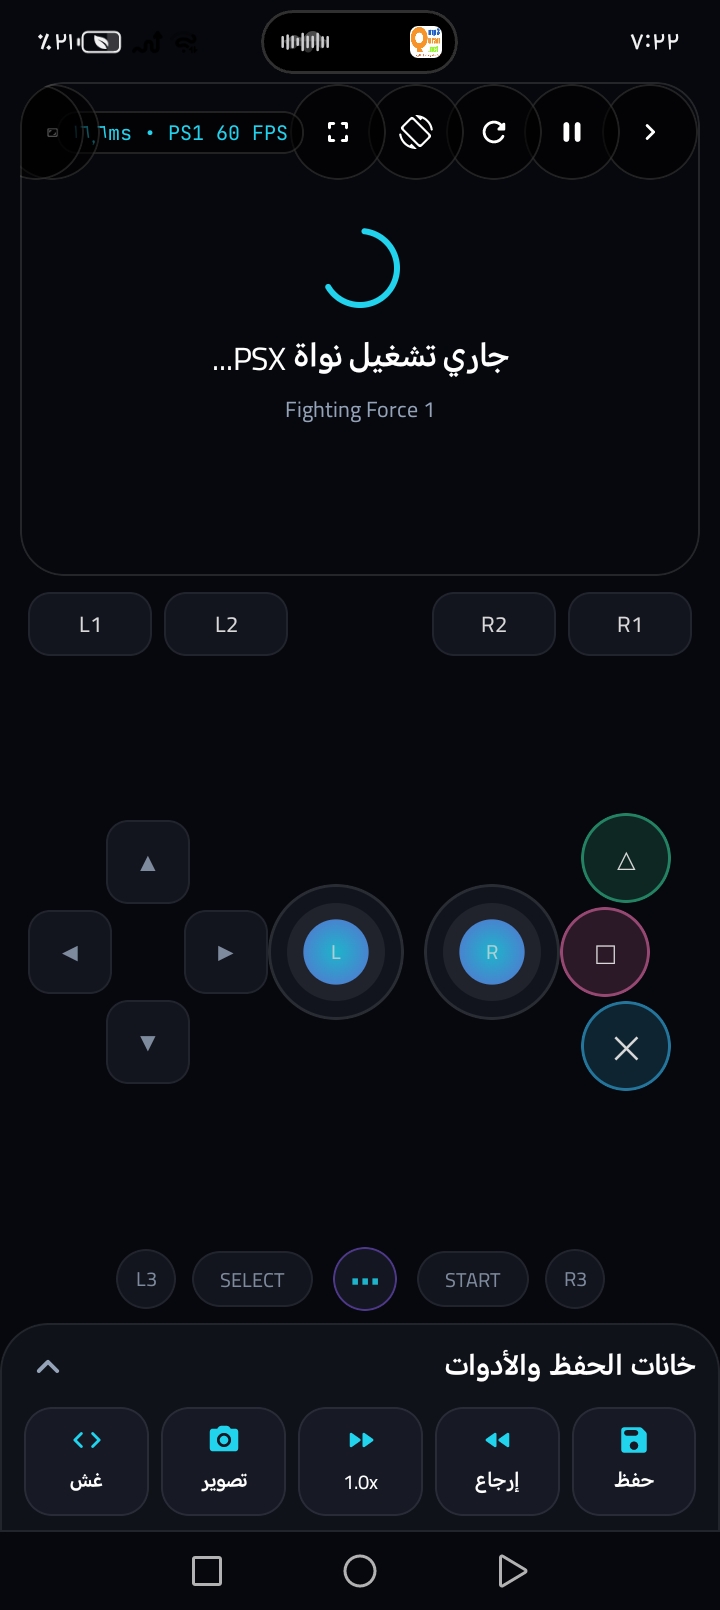 ٧:٢٢
٪٢١
ms • PS1 60 FPS
جاري تشغيل نواة PSX...
Fighting Force 1
L1 L2 R2 R1
L R
L3 SELECT START R3
خانات الحفظ والأدوات
حفظ إرجاع 1.0x تصوير غش